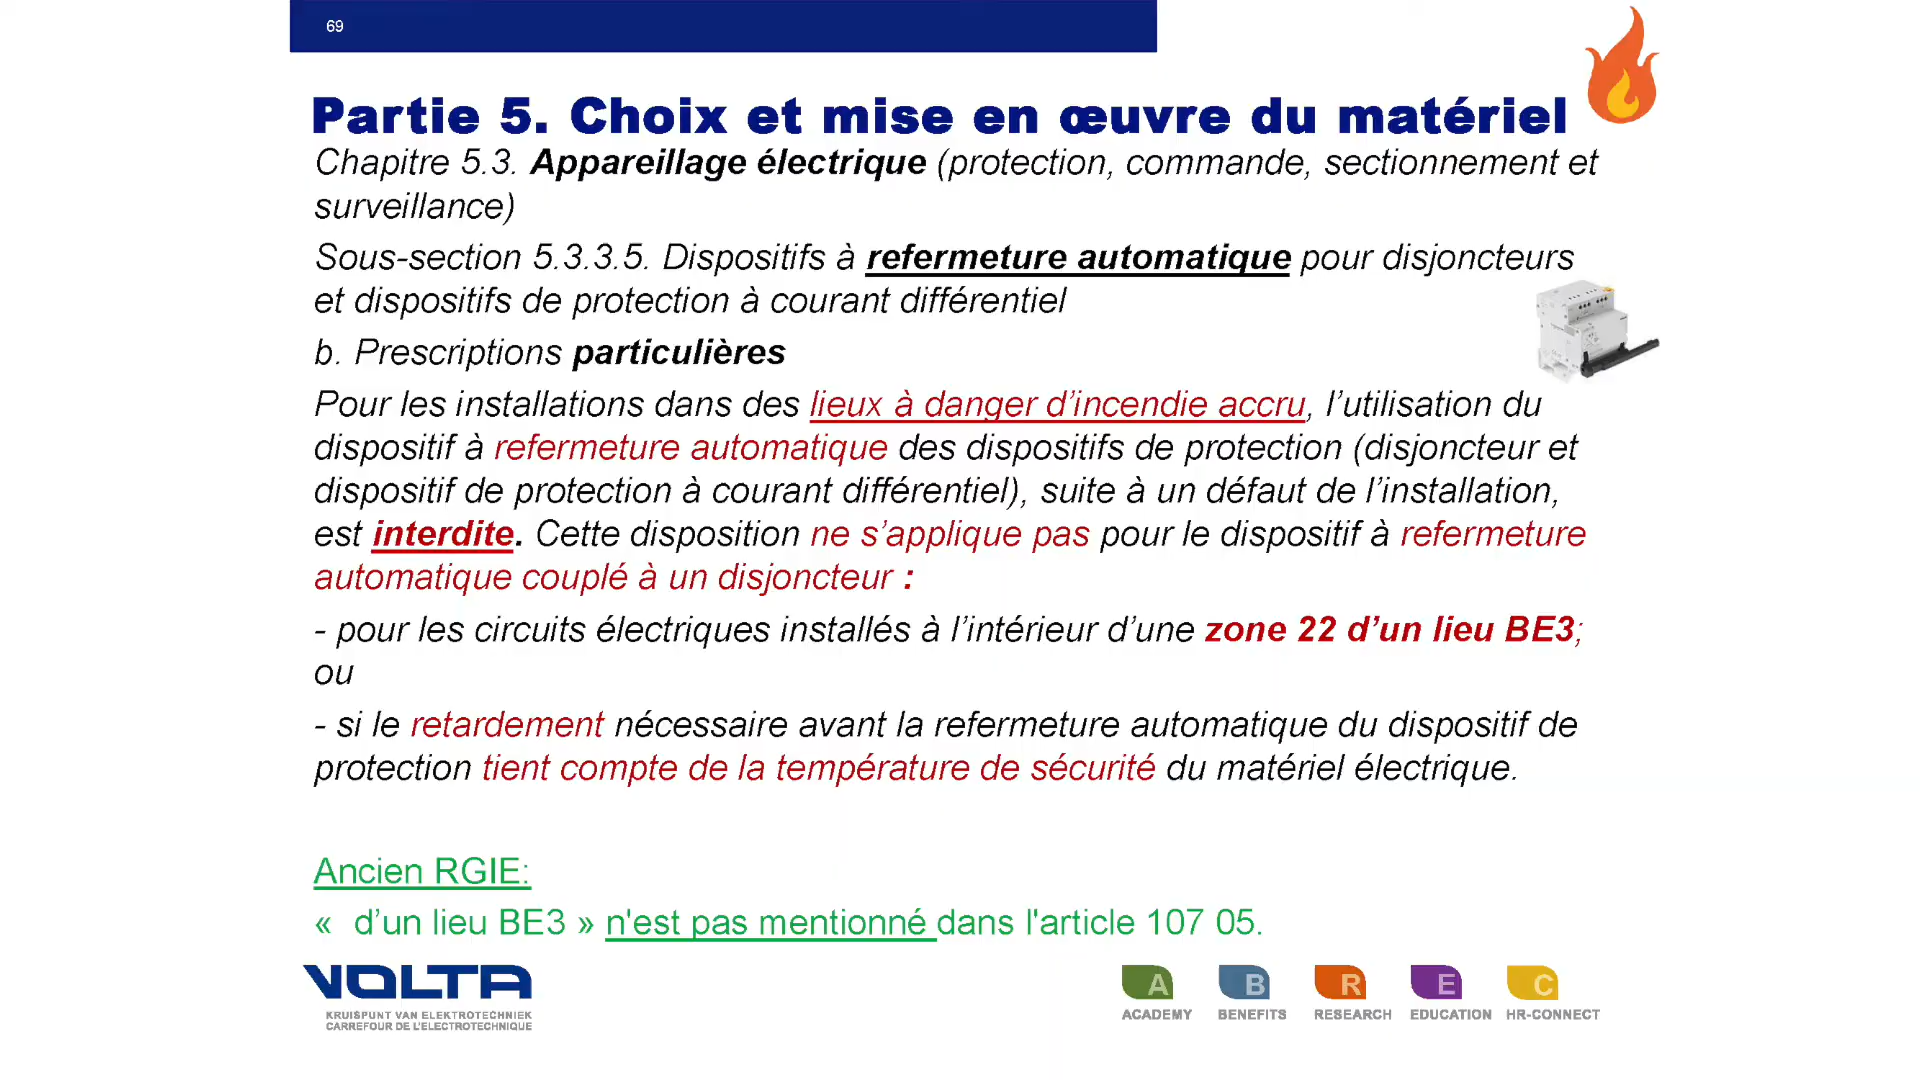 69
Partie 5. Choix et mise en œuvre du matériel
Chapitre 5.3. Appareillage électrique (protection, commande, sectionnement et
surveillance)
Sous-section 5.3.3.5. Dispositifs à refermeture automatique pour disjoncteurs
et dispositifs de protection à courant différentiel
b. Prescriptions particulières
Pour les installations dans des lieux à danger d’incendie accru, l’utilisation du
dispositif à refermeture automatique des dispositifs de protection (disjoncteur et
dispositif de protection à courant différentiel), suite à un défaut de l’installation,
est interdite. Cette disposition ne s’applique pas pour le dispositif à refermeture
automatique couplé à un disjoncteur :
- pour les circuits électriques installés à l’intérieur d’une zone 22 d’un lieu BE3;
ou
- si le retardement nécessaire avant la refermeture automatique du dispositif de
protection tient compte de la température de sécurité du matériel électrique.
Ancien RGIE:
« d’un lieu BE3 » n'est pas mentionné dans l'article 107 05.
VOLTA
KRUISPUNT VAN ELEKTROTECHNIEK
CARREFOUR DE L'ELECTROTECHNIQUE
A B R E C
ACADEMY BENEFITS RESEARCH EDUCATION HR-CONNECT